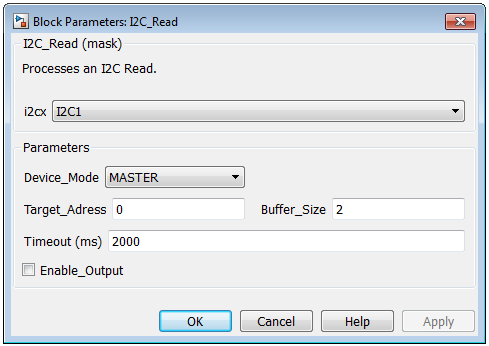 Block Parameters: I2C_Read
I2C_Read (mask)
Processes an I2C Read.
i2cx I2C1
Parameters
Device_Mode MASTER
Target_Adress 0 Buffer_Size 2
Timeout (ms) 2000
Enable_Output
OK Cancel Help Apply